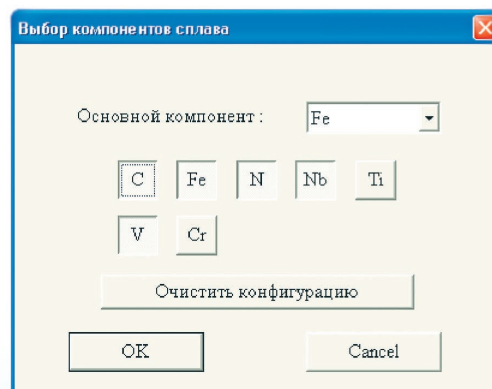 Выбор компонентов сплава
Основной компонент : Fe
C Fe N Nb Ti
V Cr
Очистить конфигурацию
OK Cancel